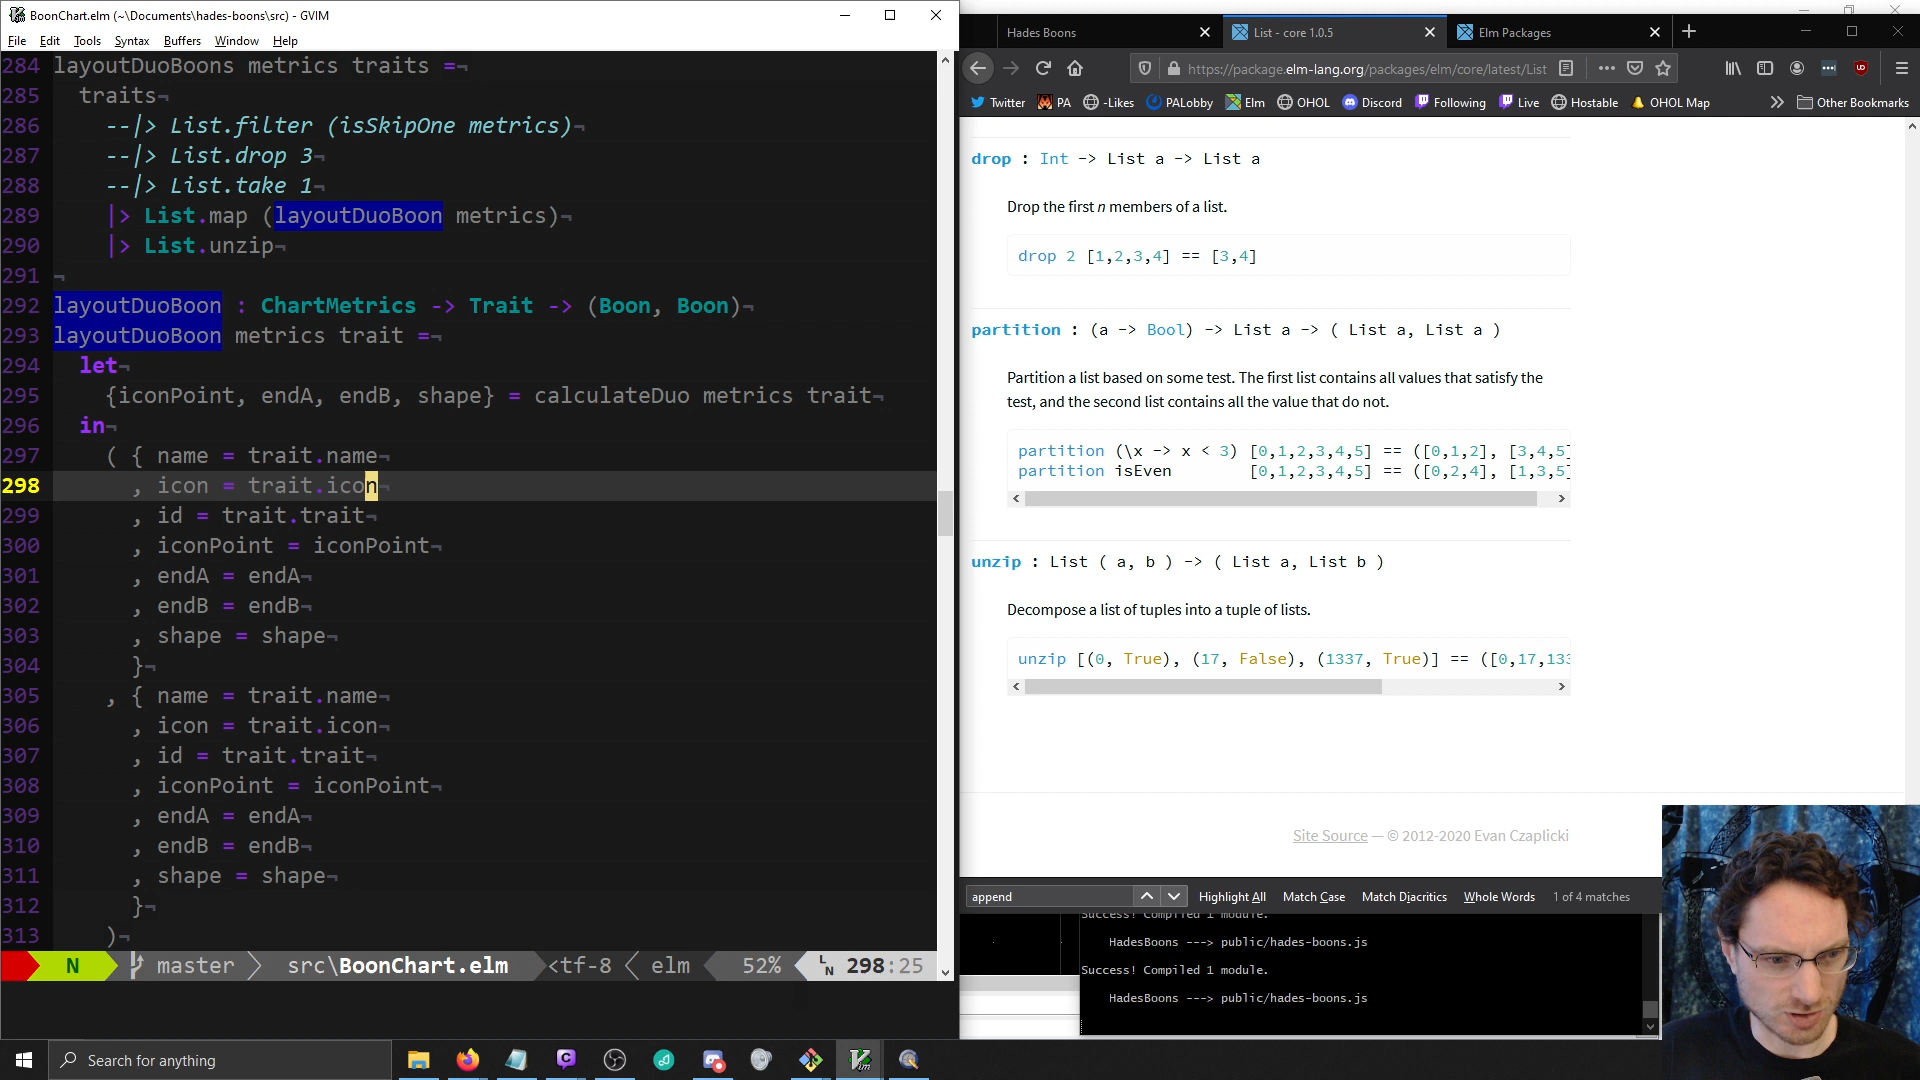 BoonChart.elm (~\Documents\hades-boons\src) - GVIM
File Edit Tools Syntax Buffers Window Help
284 layoutDuoBoons metrics traits =¬
285 traits¬
286 --|> List.filter (isSkipOne metrics)¬
287 --|> List.drop 3¬
288 --|> List.take 1¬
289 |> List.map (layoutDuoBoon metrics)¬
290 |> List.unzip¬
291 ¬
292 layoutDuoBoon : ChartMetrics -> Trait -> (Boon, Boon)¬
293 layoutDuoBoon metrics trait =¬
294 let¬
295 {iconPoint, endA, endB, shape} = calculateDuo metrics trait¬
296 in¬
297 ( { name = trait.name¬
298 , icon = trait.icon¬
299 , id = trait.trait¬
300 , iconPoint = iconPoint¬
301 , endA = endA¬
302 , endB = endB¬
303 , shape = shape¬
304 }¬
305 , { name = trait.name¬
306 , icon = trait.icon¬
307 , id = trait.trait¬
308 , iconPoint = iconPoint¬
309 , endA = endA¬
310 , endB = endB¬
311 , shape = shape¬
312 }¬
313 )¬
N master src\BoonChart.elm <tf-8 elm 52% LN 298:25
Hades Boons
List - core 1.0.5
Elm Packages
https://package.elm-lang.org/packages/elm/core/latest/List
Twitter PA -Likes PALobby Elm OHOL Discord Following Live Hostable OHOL Map Other Bookmarks
drop : Int -> List a -> List a
Drop the first n members of a list.
drop 2 [1,2,3,4] == [3,4]
partition : (a -> Bool) -> List a -> ( List a, List a )
Partition a list based on some test. The first list contains all values that satisfy the
test, and the second list contains all the value that do not.
partition (\x -> x < 3) [0,1,2,3,4,5] == ([0,1,2], [3,4,5]
partition isEven [0,1,2,3,4,5] == ([0,2,4], [1,3,5]
unzip : List ( a, b ) -> ( List a, List b )
Decompose a list of tuples into a tuple of lists.
unzip [(0, True), (17, False), (1337, True)] == ([0,17,133
Site Source — © 2012-2020 Evan Czaplicki
append Highlight All Match Case Match Diacritics Whole Words 1 of 4 matches
Success! Compiled 1 module.
HadesBoons ---> public/hades-boons.js
Success! Compiled 1 module.
HadesBoons ---> public/hades-boons.js
Search for anything